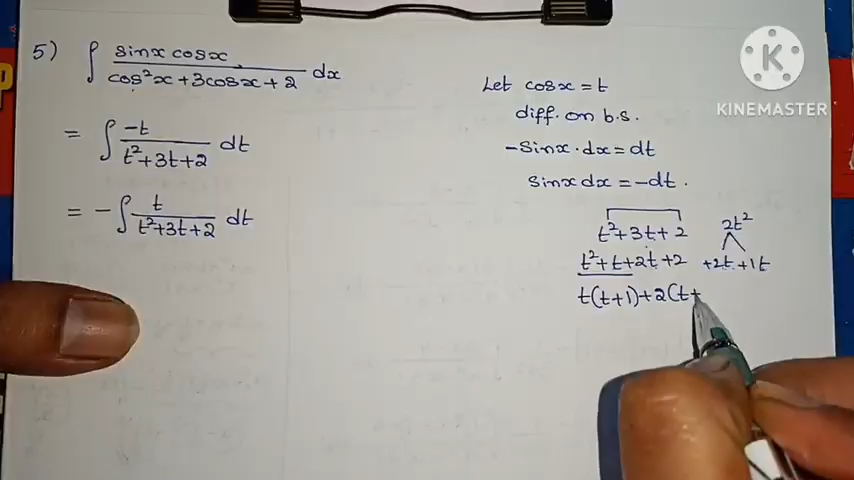 5) ∫ sinx cosx / cos²x + 3cosx + 2 dx
= ∫ -t / t² + 3t + 2 dt
= -∫ t / t² + 3t + 2 dt
Let cosx = t
diff. on b.s.
-sinx · dx = dt
sinx dx = -dt.
t² + 3t + 2
2t²
t² + t + 2t + 2
+2t +1t
t(t+1)+2(t+
K
KINEMASTER